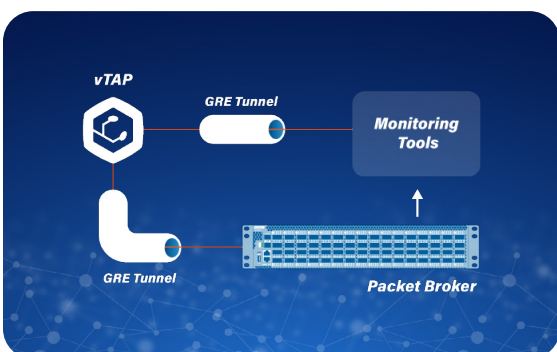 vTAP
GRE Tunnel
Monitoring
Tools
GRE Tunnel
Packet Broker